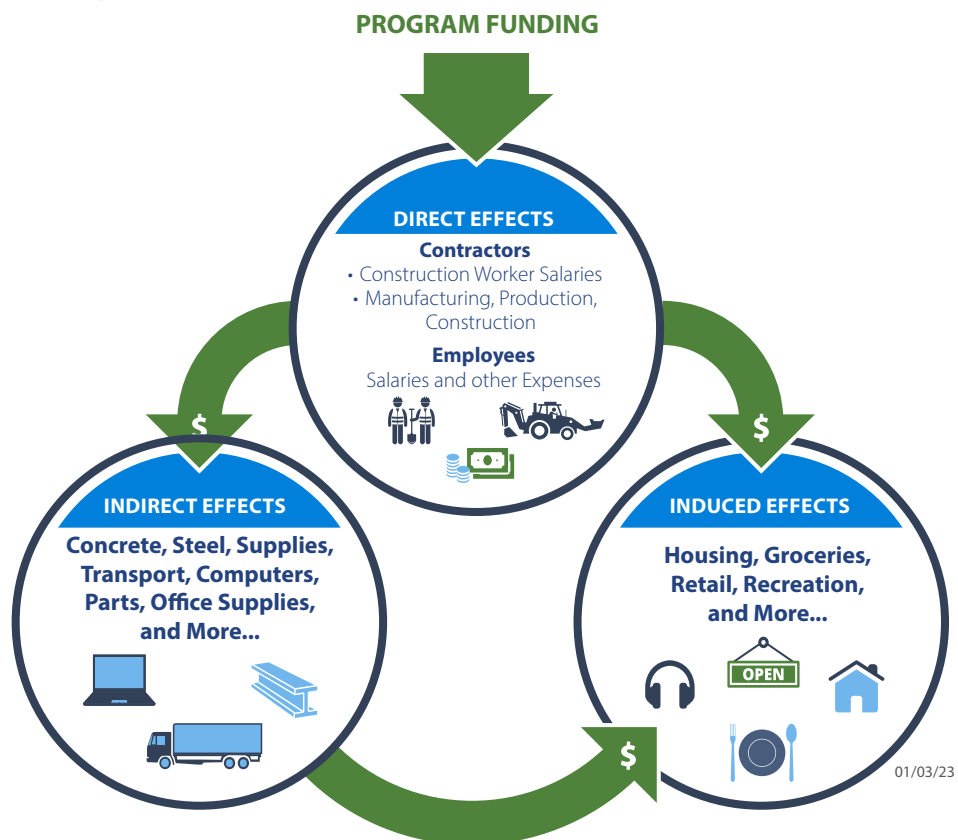 PROGRAM FUNDING
DIRECT EFFECTS
Contractors
• Construction Worker Salaries
• Manufacturing, Production,
Construction
Employees
Salaries and other Expenses
$
$
INDIRECT EFFECTS
Concrete, Steel, Supplies,
Transport, Computers,
Parts, Office Supplies,
and More...
INDUCED EFFECTS
Housing, Groceries,
Retail, Recreation,
and More...
OPEN
$
01/03/23